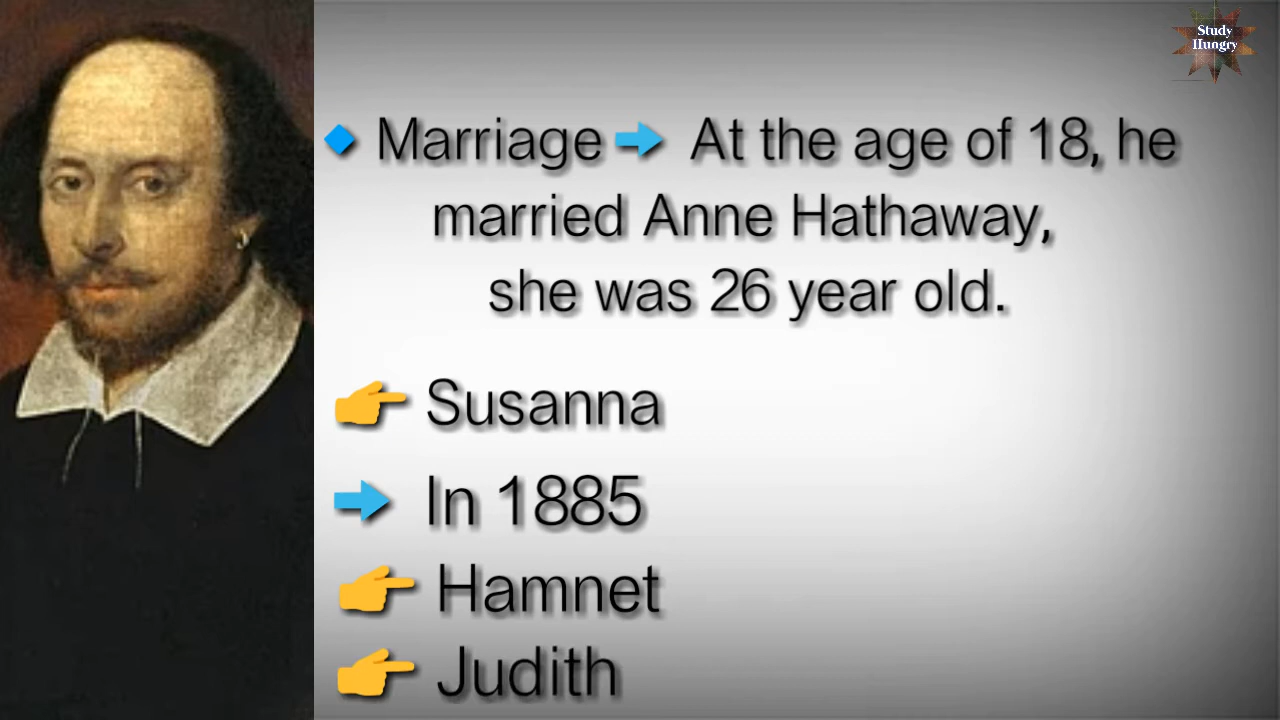 Study
Hungry
Marriage At the age of 18, he
married Anne Hathaway,
she was 26 year old.
Susanna
In 1885
Hamnet
Judith